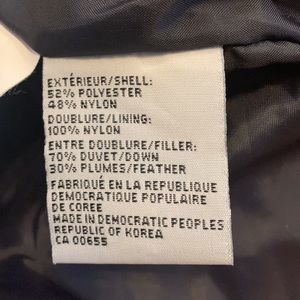 EXTÉRIEUR/SHELL:
52% POLYESTER
48% NYLON
DOUBLURE/LINING:
100% NYLON
ENTRE DOUBLURE/FILLER:
70% DUVET/DOWN
30% PLUMES/FEATHER
FABRIQUÉ EN LA REPUBLIQUE
DEMOCRATIQUE POPULAIRE
DE COREE
MADE IN DEMOCRATIC PEOPLES
REPUBLIC OF KOREA
CA 00655